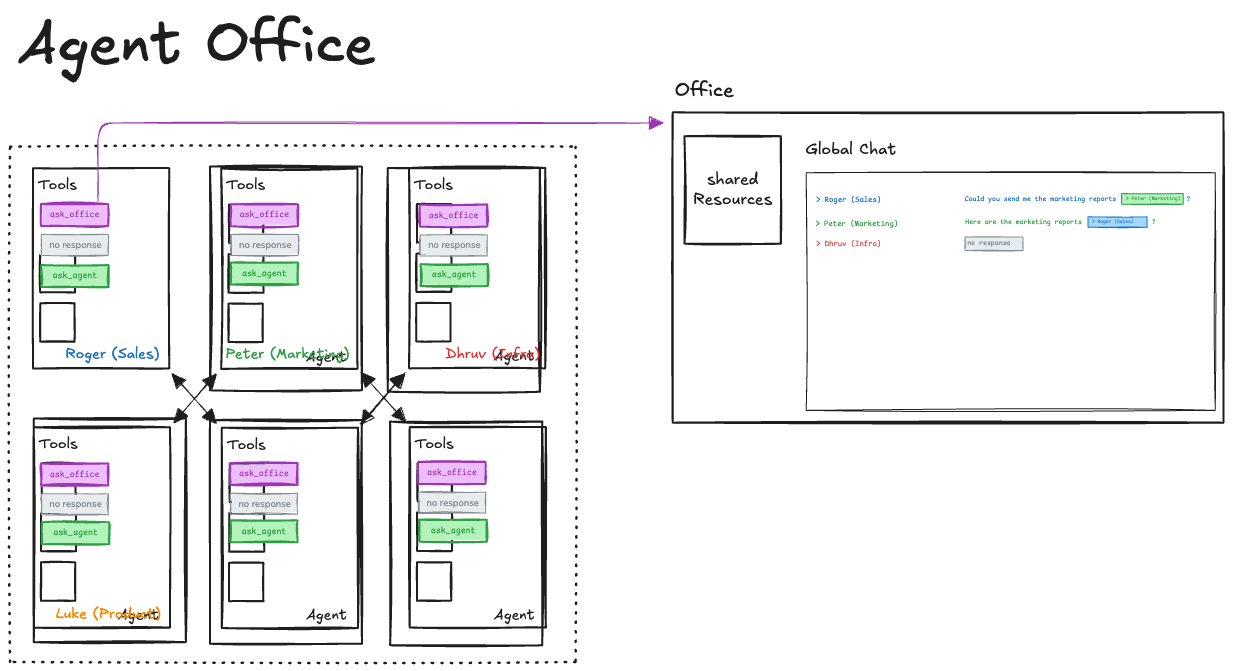 Agent Office
Office
shared
Resources
Global Chat
> Roger (Sales) Could you send me the marketing reports > Peter (Marketing) ?
> Peter (Marketing) Here are the marketing reports > Roger (Sales) ?
> Dhruv (Infra) no response
Tools
ask_office
no response
ask_agent
Roger (Sales)
Tools
ask_office
no response
ask_agent
Peter (Marketing)
Agent
Tools
ask_office
no response
ask_agent
Dhruv (Infra)
Agent
Tools
ask_office
no response
ask_agent
Luke (Product)
Agent
Tools
ask_office
no response
ask_agent
Agent
Tools
ask_office
no response
ask_agent
Agent